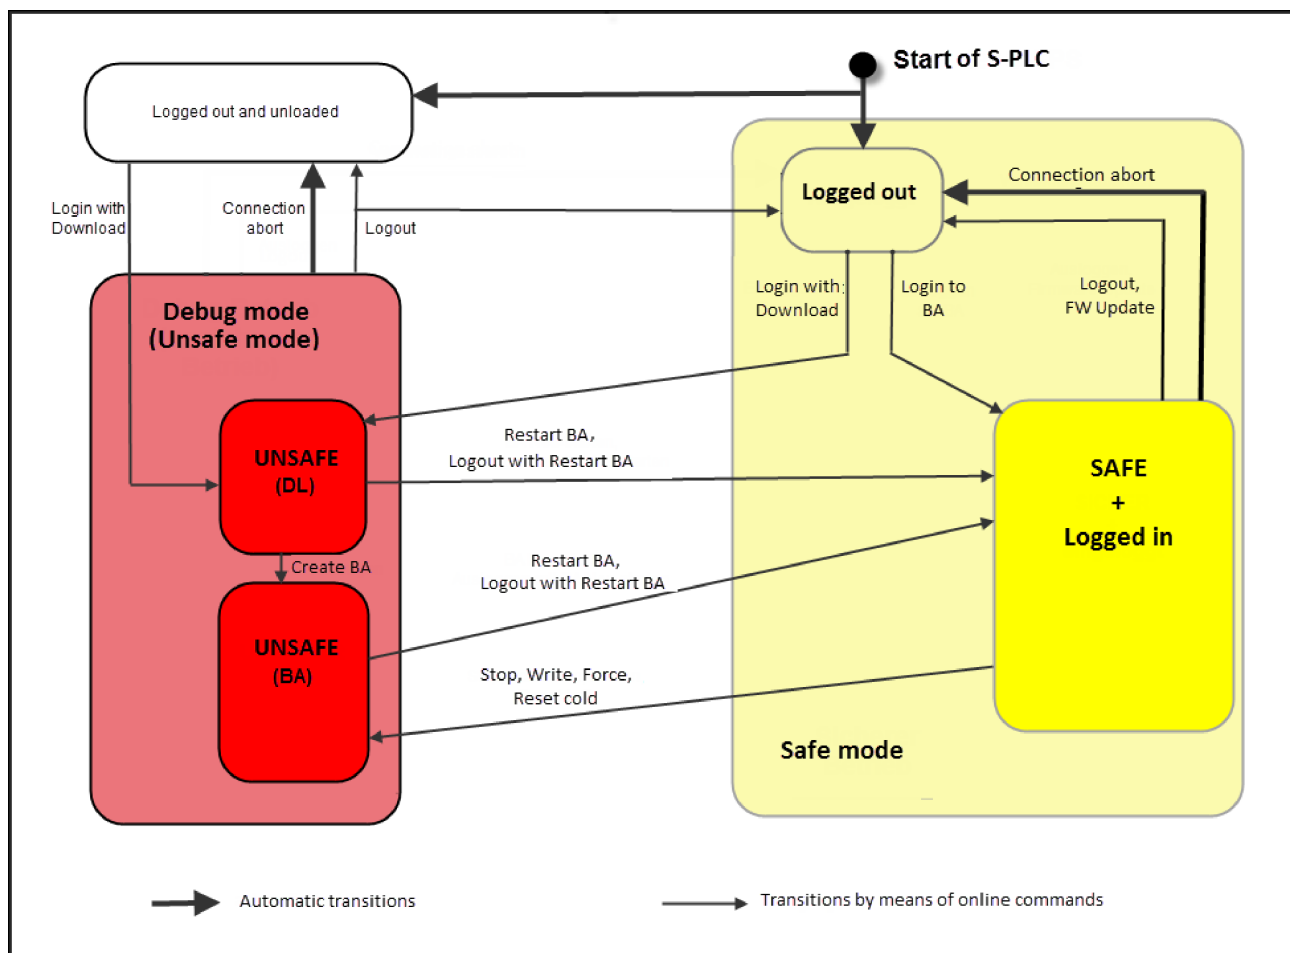 Start of S-PLC
Logged out and unloaded
Login with
Download
Connection
abort
Logout
Logged out
Connection abort
Login with:
Download
Login to
BA
Logout,
FW Update
Debug mode
(Unsafe mode)
UNSAFE
(DL)
Restart BA,
Logout with Restart BA
SAFE
+
Logged in
Create BA
Restart BA,
Logout with Restart BA
UNSAFE
(BA)
Stop, Write, Force,
Reset cold
Safe mode
Automatic transitions
Transitions by means of online commands